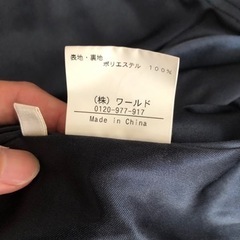 表地・裏地
ポリエステル 100%
(株) ワールド
0120-977-917
Made in China